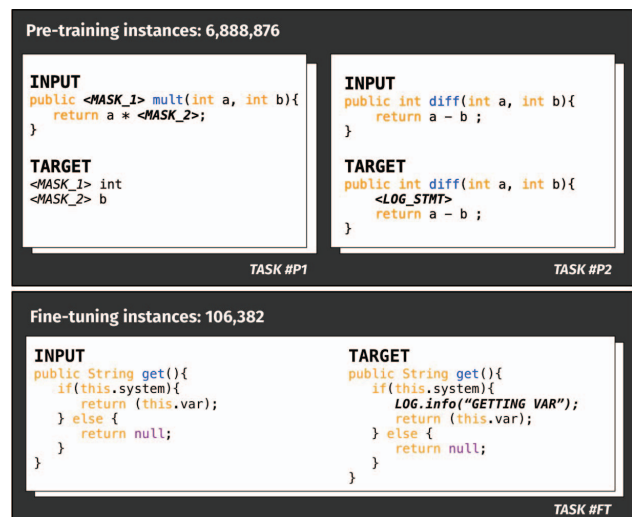 Pre-training instances: 6,888,876
INPUT
public <MASK_1> mult(int a, int b){
return a * <MASK_2>;
}
TARGET
<MASK_1> int
<MASK_2> b
TASK #P1
INPUT
public int diff(int a, int b){
return a - b ;
}
TARGET
public int diff(int a, int b){
<LOG_STMT>
return a - b ;
}
TASK #P2
Fine-tuning instances: 106,382
INPUT
public String get(){
if(this.system){
return (this.var);
} else {
return null;
}
}
TARGET
public String get(){
if(this.system){
LOG.info(“GETTING VAR”);
return (this.var);
} else {
return null;
}
}
TASK #FT